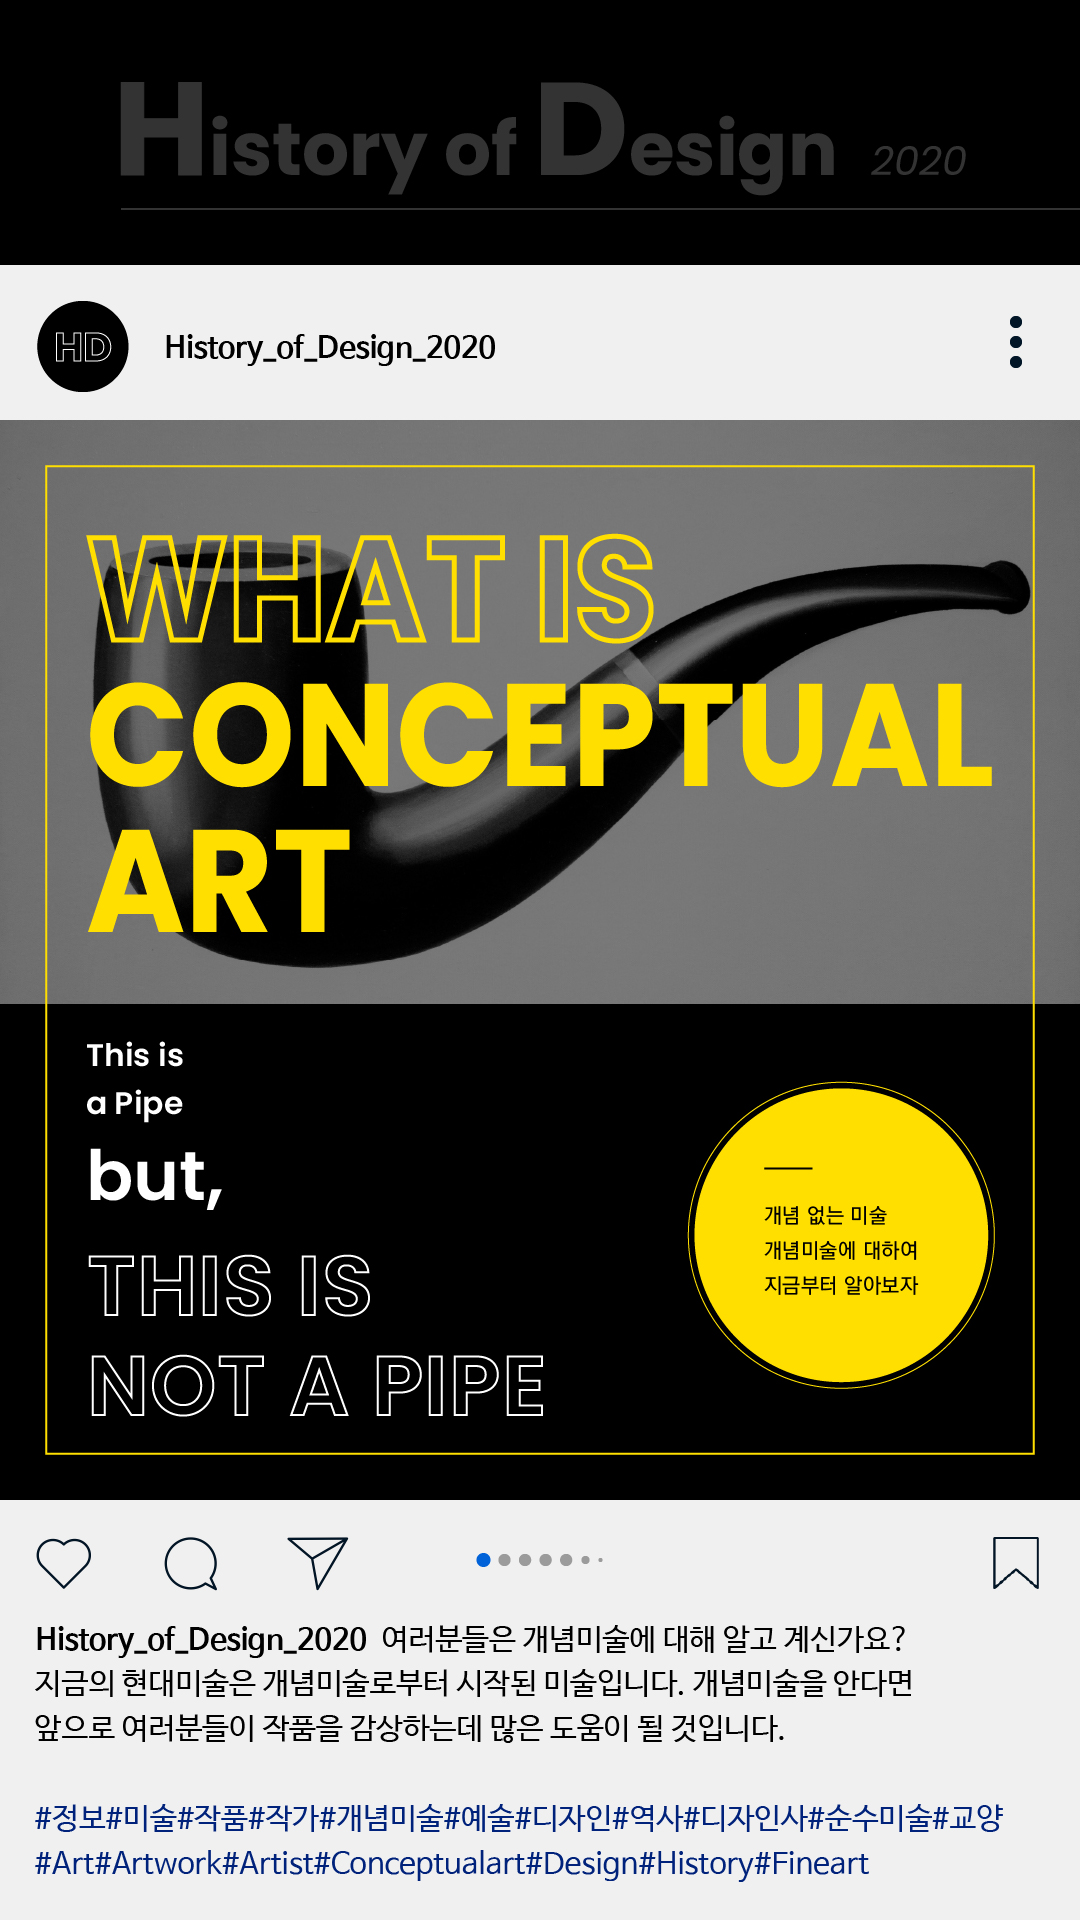 History of Design 2020
HD
History_of_Design_2020
WHAT IS
CONCEPTUAL
ART
This is
a Pipe
but,
THIS IS
NOT A PIPE
개념 없는 미술
개념미술에 대하여
지금부터 알아보자
History_of_Design_2020 여러분들은 개념미술에 대해 알고 계신가요?
지금의 현대미술은 개념미술로부터 시작된 미술입니다. 개념미술을 안다면
앞으로 여러분들이 작품을 감상하는데 많은 도움이 될 것입니다.
#정보#미술#작품#작가#개념미술#예술#디자인#역사#디자인사#순수미술#교양
#Art#Artwork#Artist#Conceptualart#Design#History#Fineart